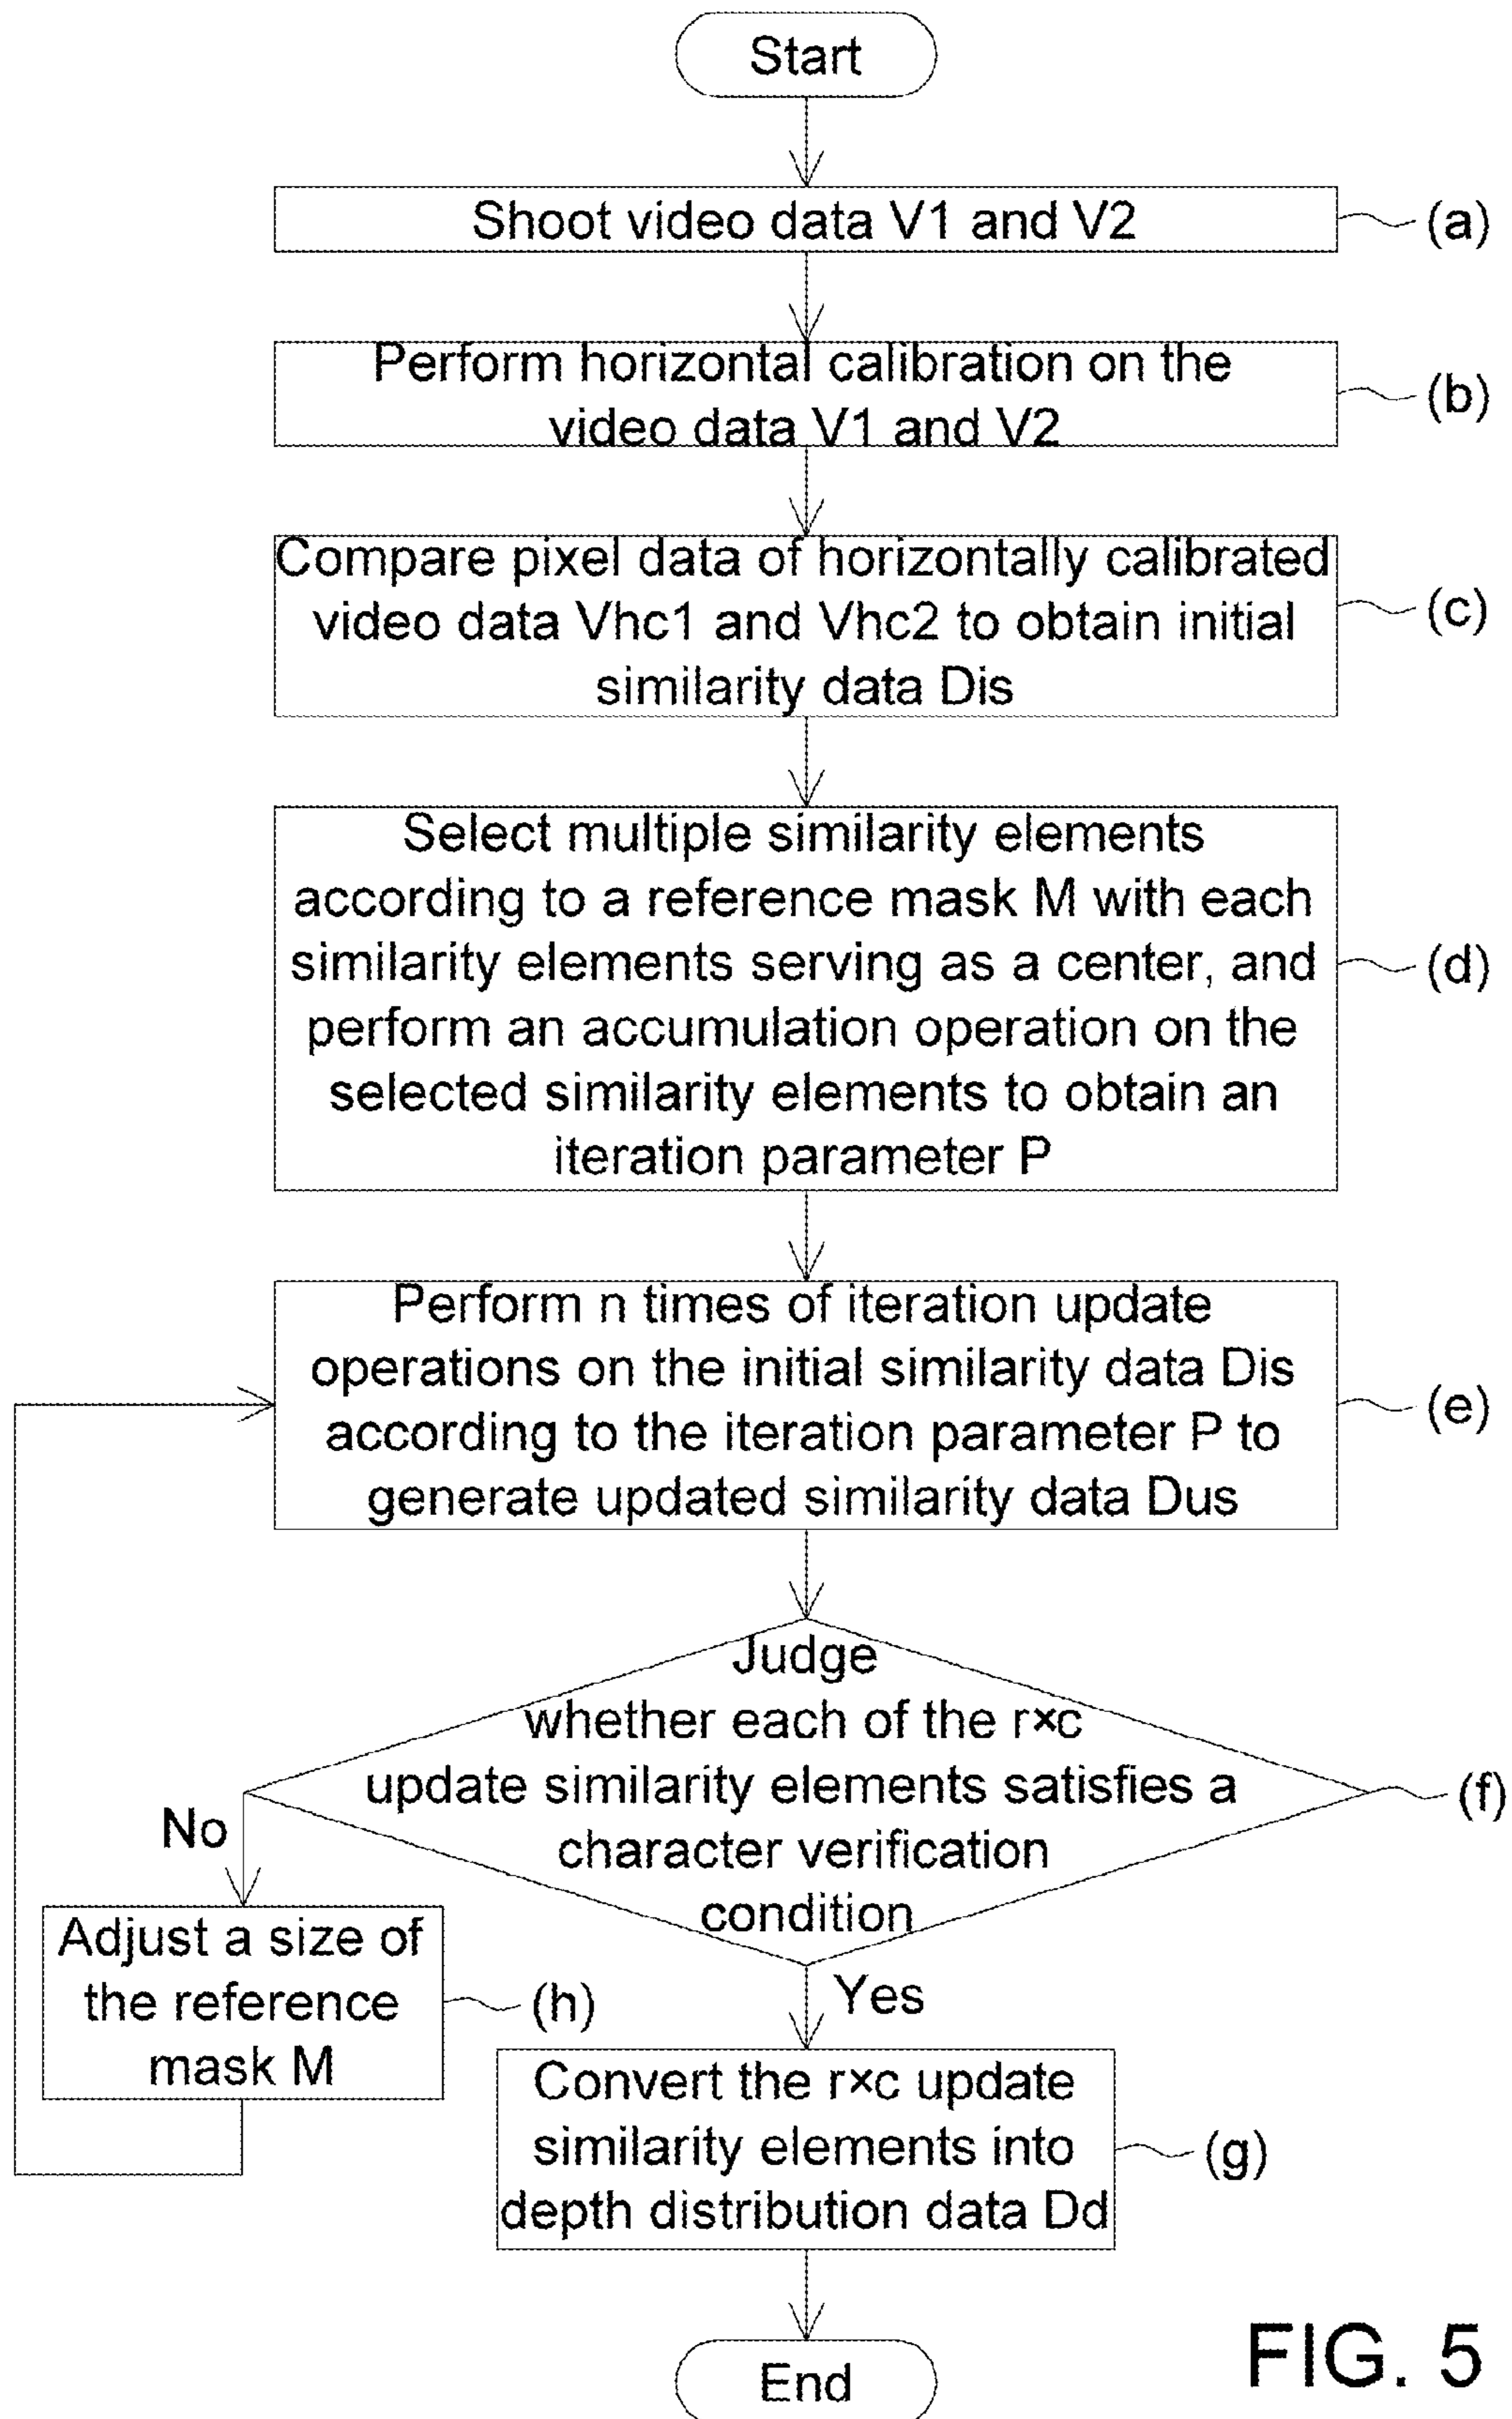 Start
Shoot video data V1 and V2
(a)
Perform horizontal calibration on the
video data V1 and V2
(b)
Compare pixel data of horizontally calibrated
video data Vhc1 and Vhc2 to obtain initial
similarity data Dis
(c)
Select multiple similarity elements
according to a reference mask M with each
similarity elements serving as a center, and
perform an accumulation operation on the
selected similarity elements to obtain an
iteration parameter P
(d)
Perform n times of iteration update
operations on the initial similarity data Dis
according to the iteration parameter P to
generate updated similarity data Dus
(e)
Judge
whether each of the r×c
update similarity elements satisfies a
character verification
condition
(f)
No
Adjust a size of
the reference
mask M
(h)
Yes
Convert the r×c update
similarity elements into
depth distribution data Dd
(g)
End
FIG. 5